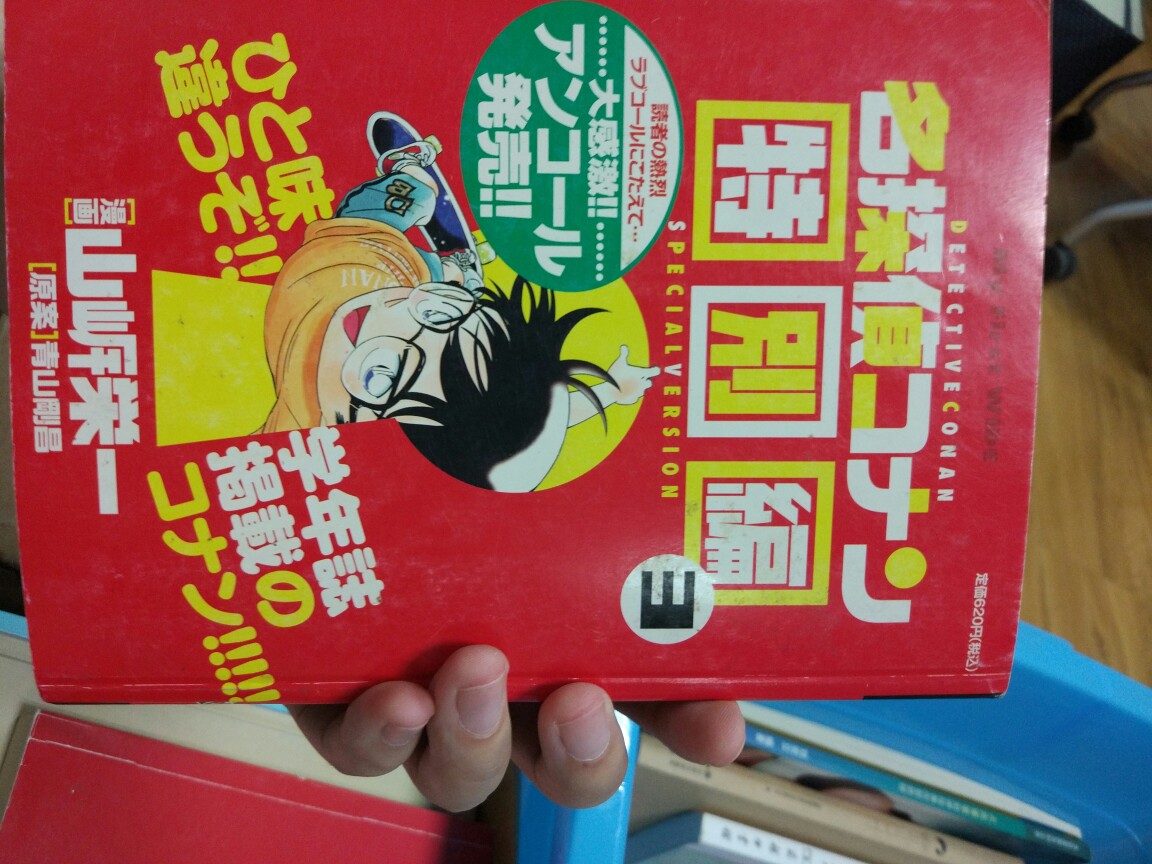 My First WIDE
DETECTIVE CONAN
名探偵コナン
定価620円(税込)
特別編
SPECIAL VERSION
読者の熱烈
ラブコールにこたえて…
……大感激!!……
アンコール
発売!!
ひと味
違うぞ!!
学年誌
掲載の
コナン!!!!!
[漫画]山岸栄一
[原案]青山剛昌